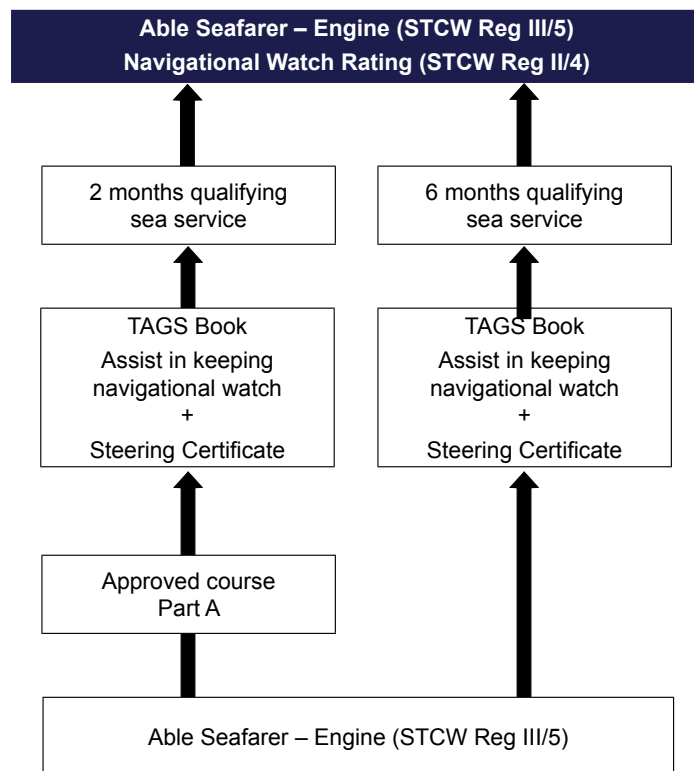 Able Seafarer – Engine (STCW Reg III/5)
Navigational Watch Rating (STCW Reg II/4)
2 months qualifying
sea service
6 months qualifying
sea service
TAGS Book
Assist in keeping
navigational watch
+
Steering Certificate
TAGS Book
Assist in keeping
navigational watch
+
Steering Certificate
Approved course
Part A
Able Seafarer – Engine (STCW Reg III/5)